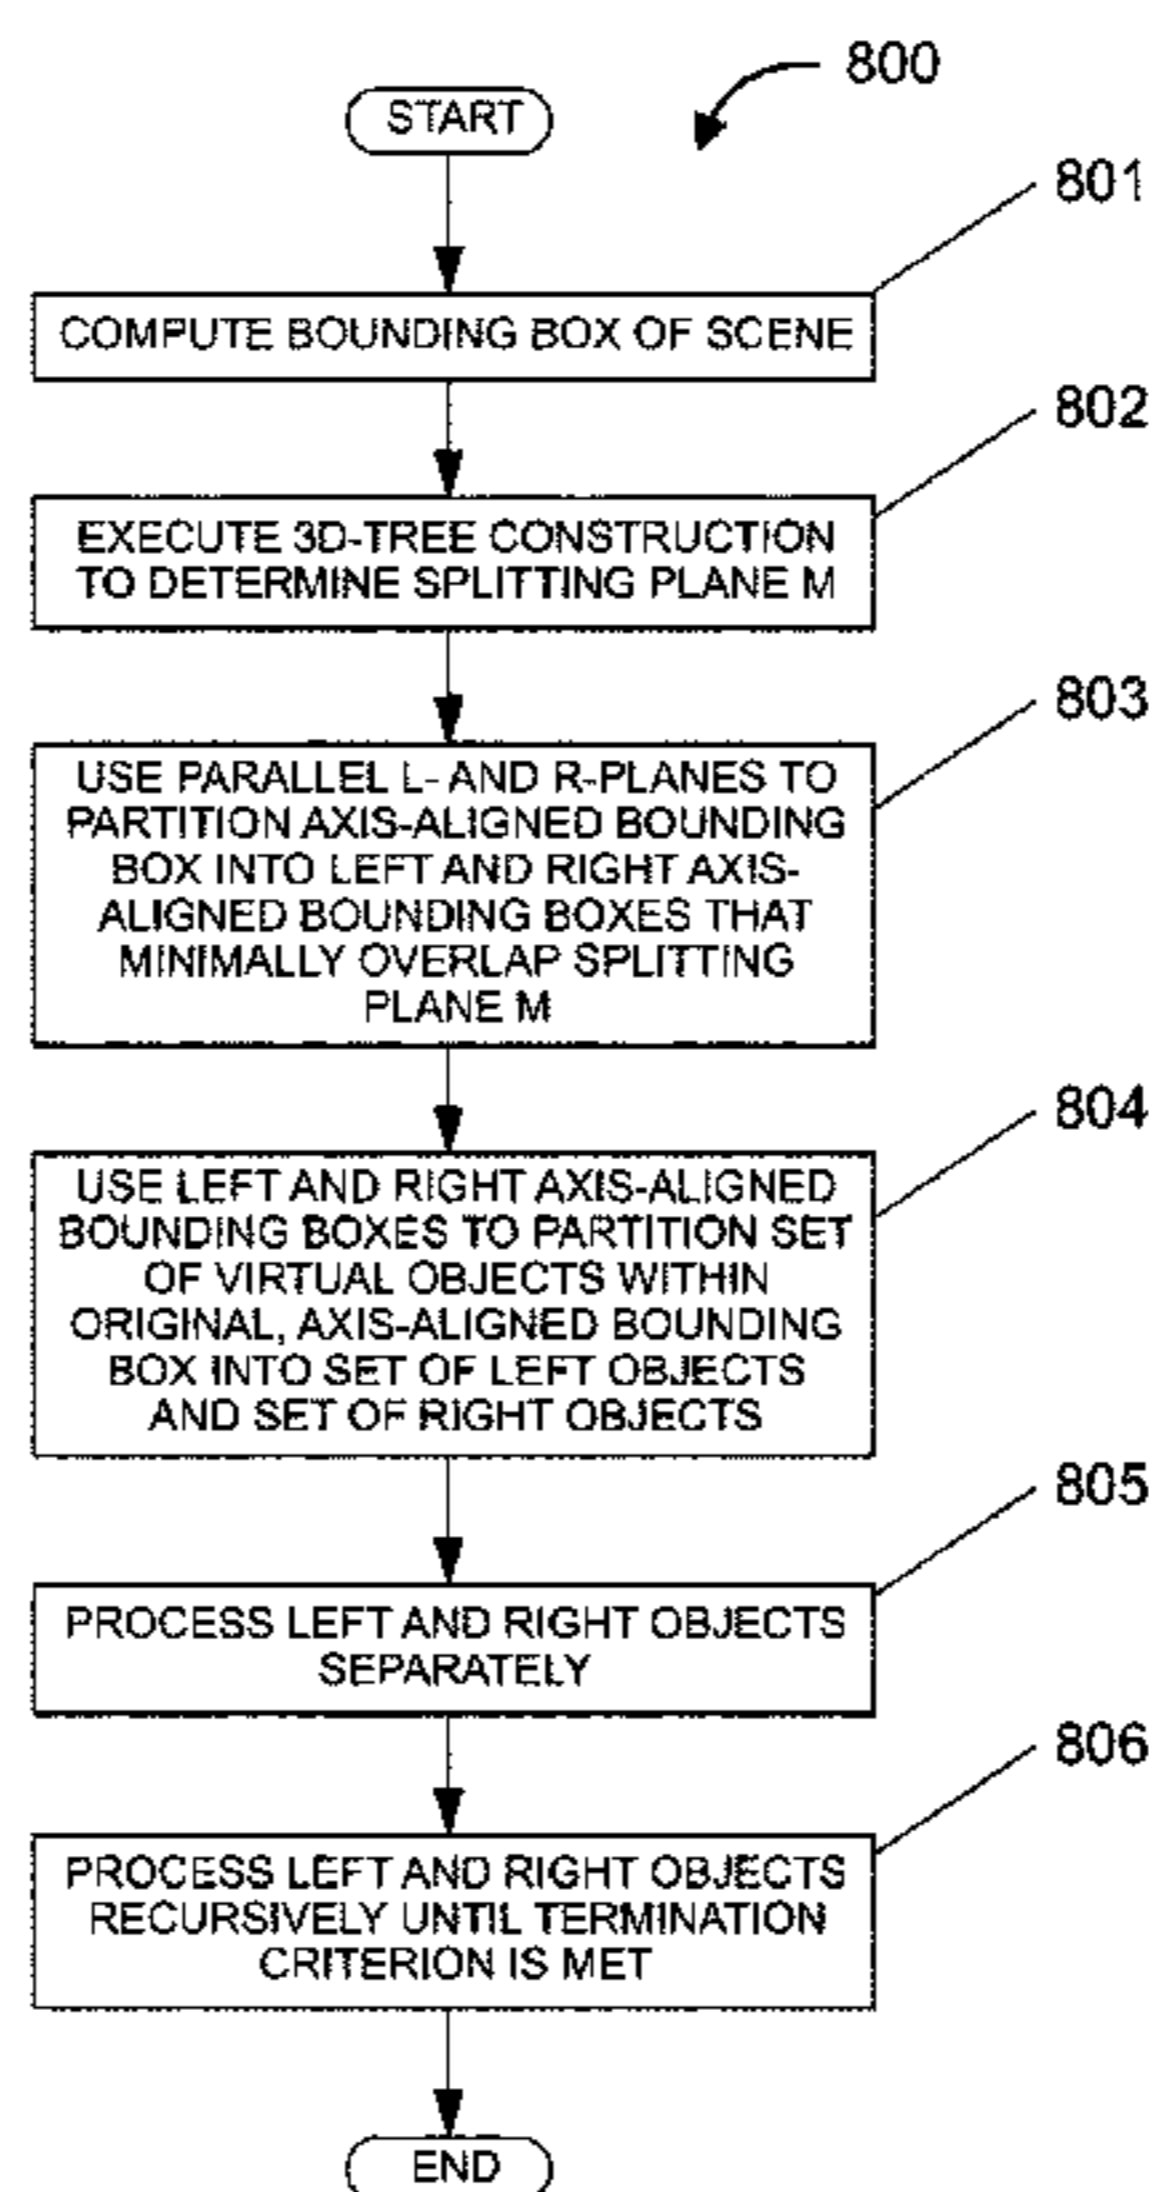 800
START
801
COMPUTE BOUNDING BOX OF SCENE
802
EXECUTE 3D-TREE CONSTRUCTION
TO DETERMINE SPLITTING PLANE M
803
USE PARALLEL L- AND R-PLANES TO
PARTITION AXIS-ALIGNED BOUNDING
BOX INTO LEFT AND RIGHT AXIS-
ALIGNED BOUNDING BOXES THAT
MINIMALLY OVERLAP SPLITTING
PLANE M
804
USE LEFT AND RIGHT AXIS-ALIGNED
BOUNDING BOXES TO PARTITION SET
OF VIRTUAL OBJECTS WITHIN
ORIGINAL, AXIS-ALIGNED BOUNDING
BOX INTO SET OF LEFT OBJECTS
AND SET OF RIGHT OBJECTS
805
PROCESS LEFT AND RIGHT OBJECTS
SEPARATELY
806
PROCESS LEFT AND RIGHT OBJECTS
RECURSIVELY UNTIL TERMINATION
CRITERION IS MET
END